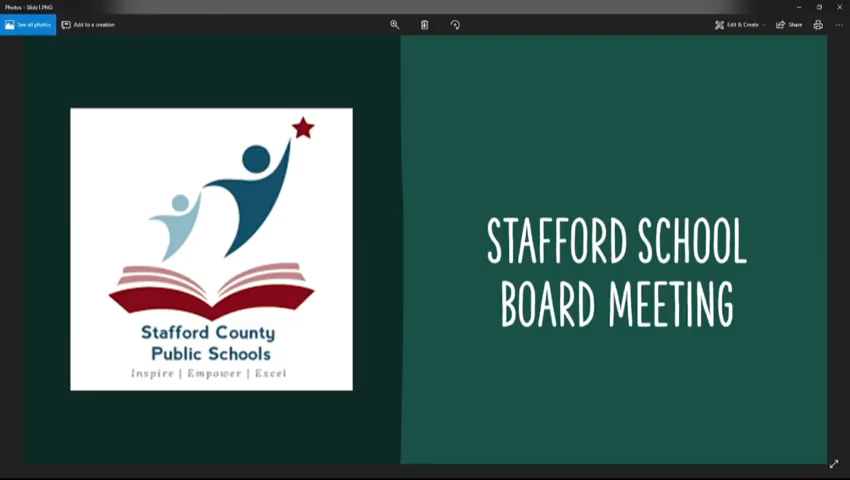 Photos - Slide1.PNG
See all photos
Add to a creation
Edit & Create
Share
Stafford County
Public Schools
Inspire | Empower | Excel
STAFFORD SCHOOL
BOARD MEETING